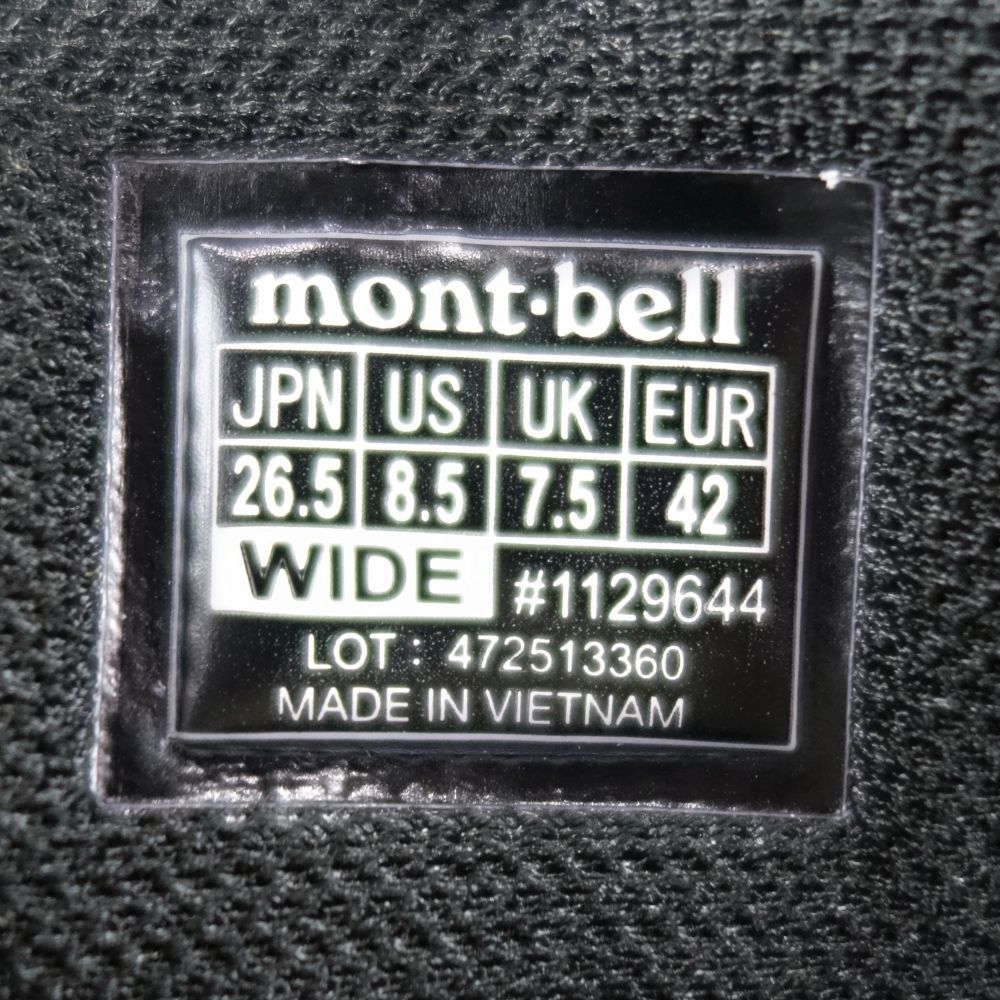 mont·bell
JPN US UK EUR
26.5 8.5 7.5 42
WIDE #1129644
LOT : 472513360
MADE IN VIETNAM